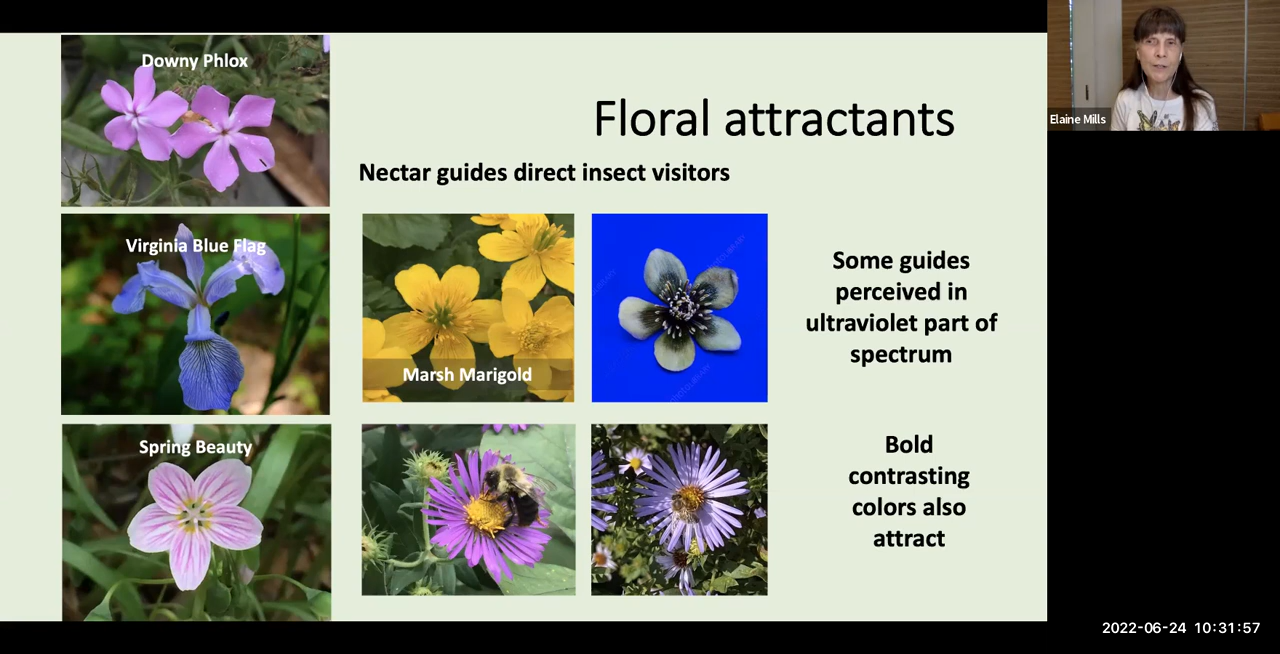 Downy Phlox
Floral attractants
Elaine Mills
Nectar guides direct insect visitors
Virginia Blue Flag
Marsh Marigold
Some guides
perceived in
ultraviolet part of
spectrum
Spring Beauty
Bold
contrasting
colors also
attract
2022-06-24 10:31:57